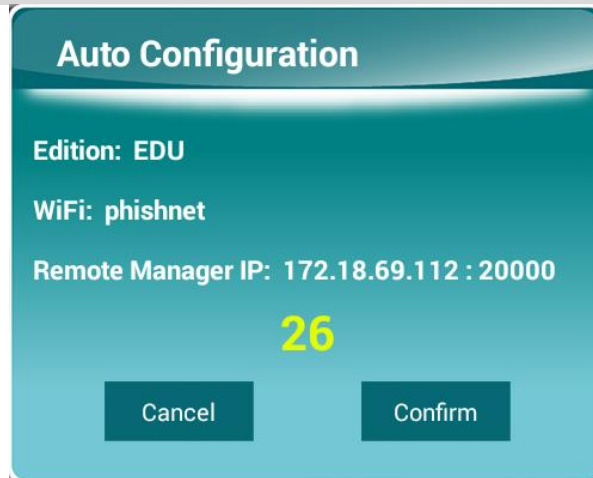 Auto Configuration
Edition: EDU
WiFi: phishnet
Remote Manager IP: 172.18.69.112 : 20000
26
Cancel Confirm